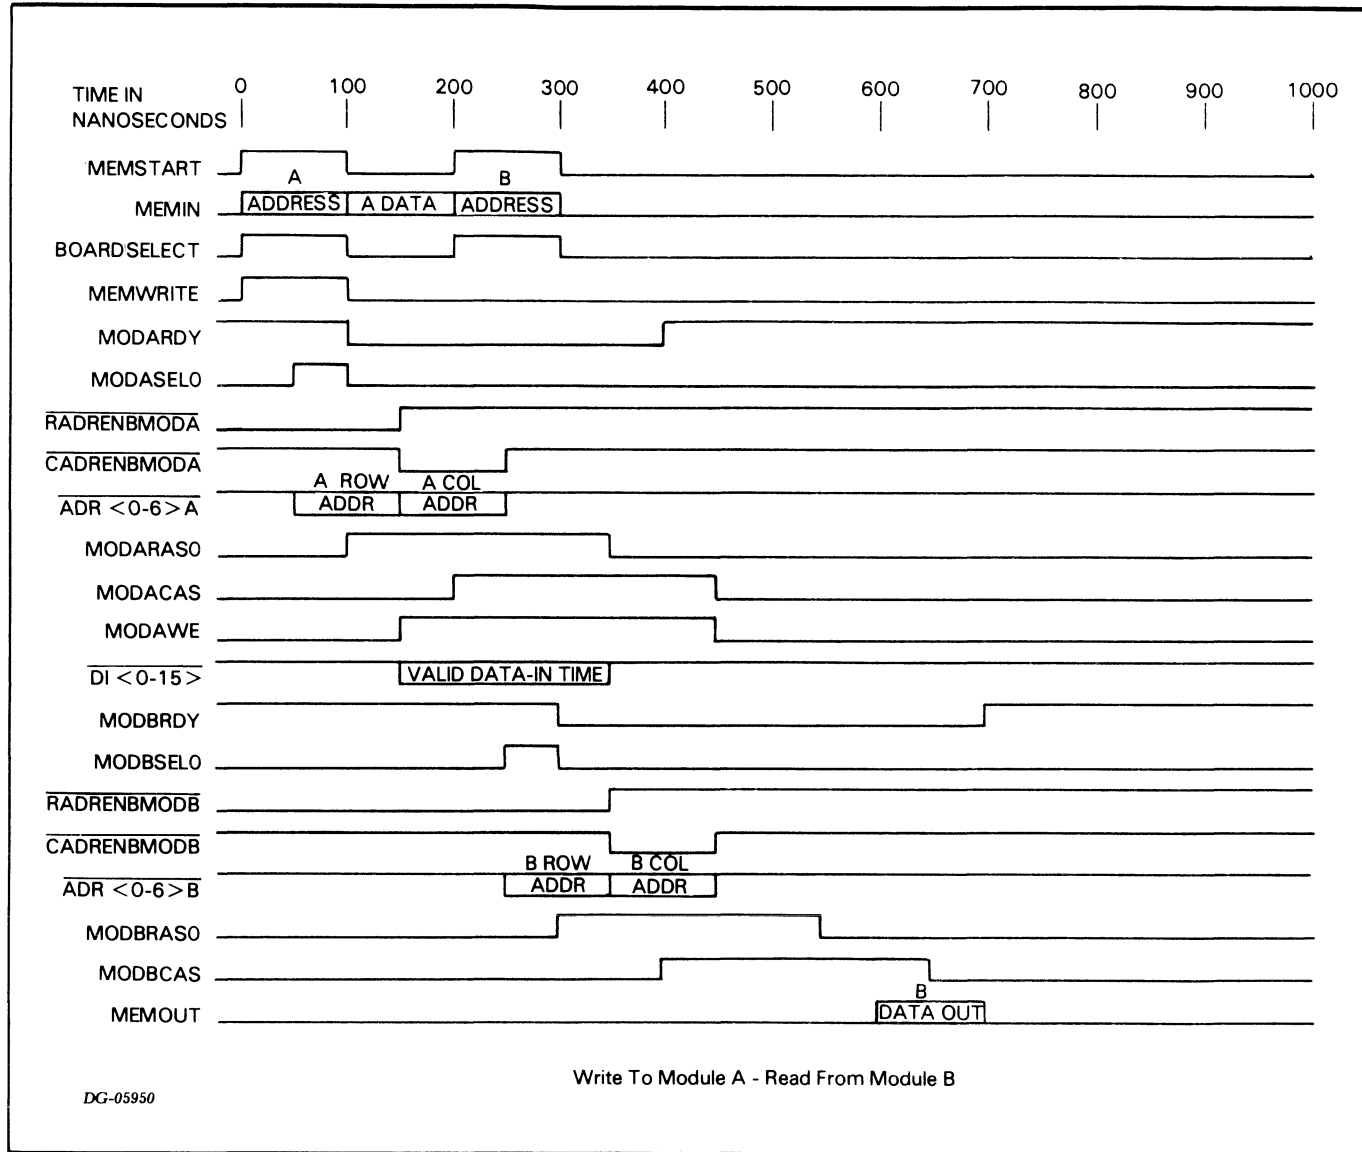 0 100 200 300 400 500 600 700 800 900 1000
TIME IN
NANOSECONDS
MEMSTART
A B
MEMIN ADDRESS A DATA ADDRESS
BOARDSELECT
MEMWRITE
MODARDY
MODASEL0
RADRENBMODA
CADRENBMODA
A ROW A COL
ADR <0-6>A ADDR ADDR
MODARAS0
MODACAS
MODAWE
DI <0-15> VALID DATA-IN TIME
MODBRDY
MODBSEL0
RADRENBMODB
CADRENBMODB
B ROW B COL
ADR <0-6>B ADDR ADDR
MODBRAS0
MODBCAS
B
MEMOUT DATA OUT
Write To Module A - Read From Module B
DG-05950